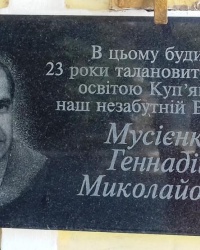 В цьому буди
23 роки талановит
освітою Куп'я
наш незабутній В
Мусієнк
Геннаді
Миколайо